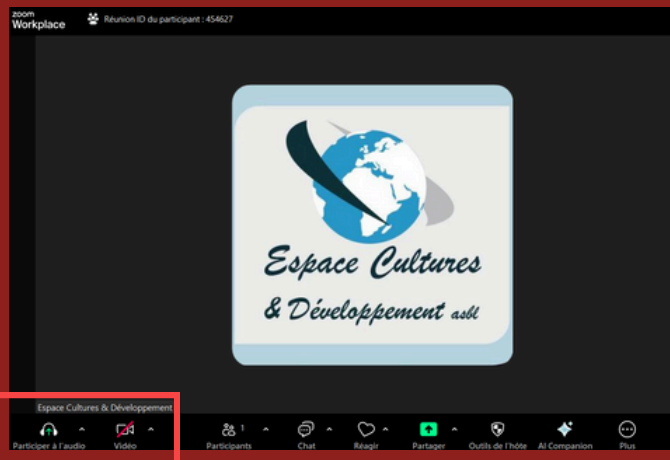 zoom
Workplace
Réunion ID du participant : 454627
Espace Cultures
& Développement asbl
Espace Cultures & Développement
1
Participer à l'audio
Vidéo
Participants
Chat
Réagir
Partager
Outils de l'hôte
AI Companion
Plus